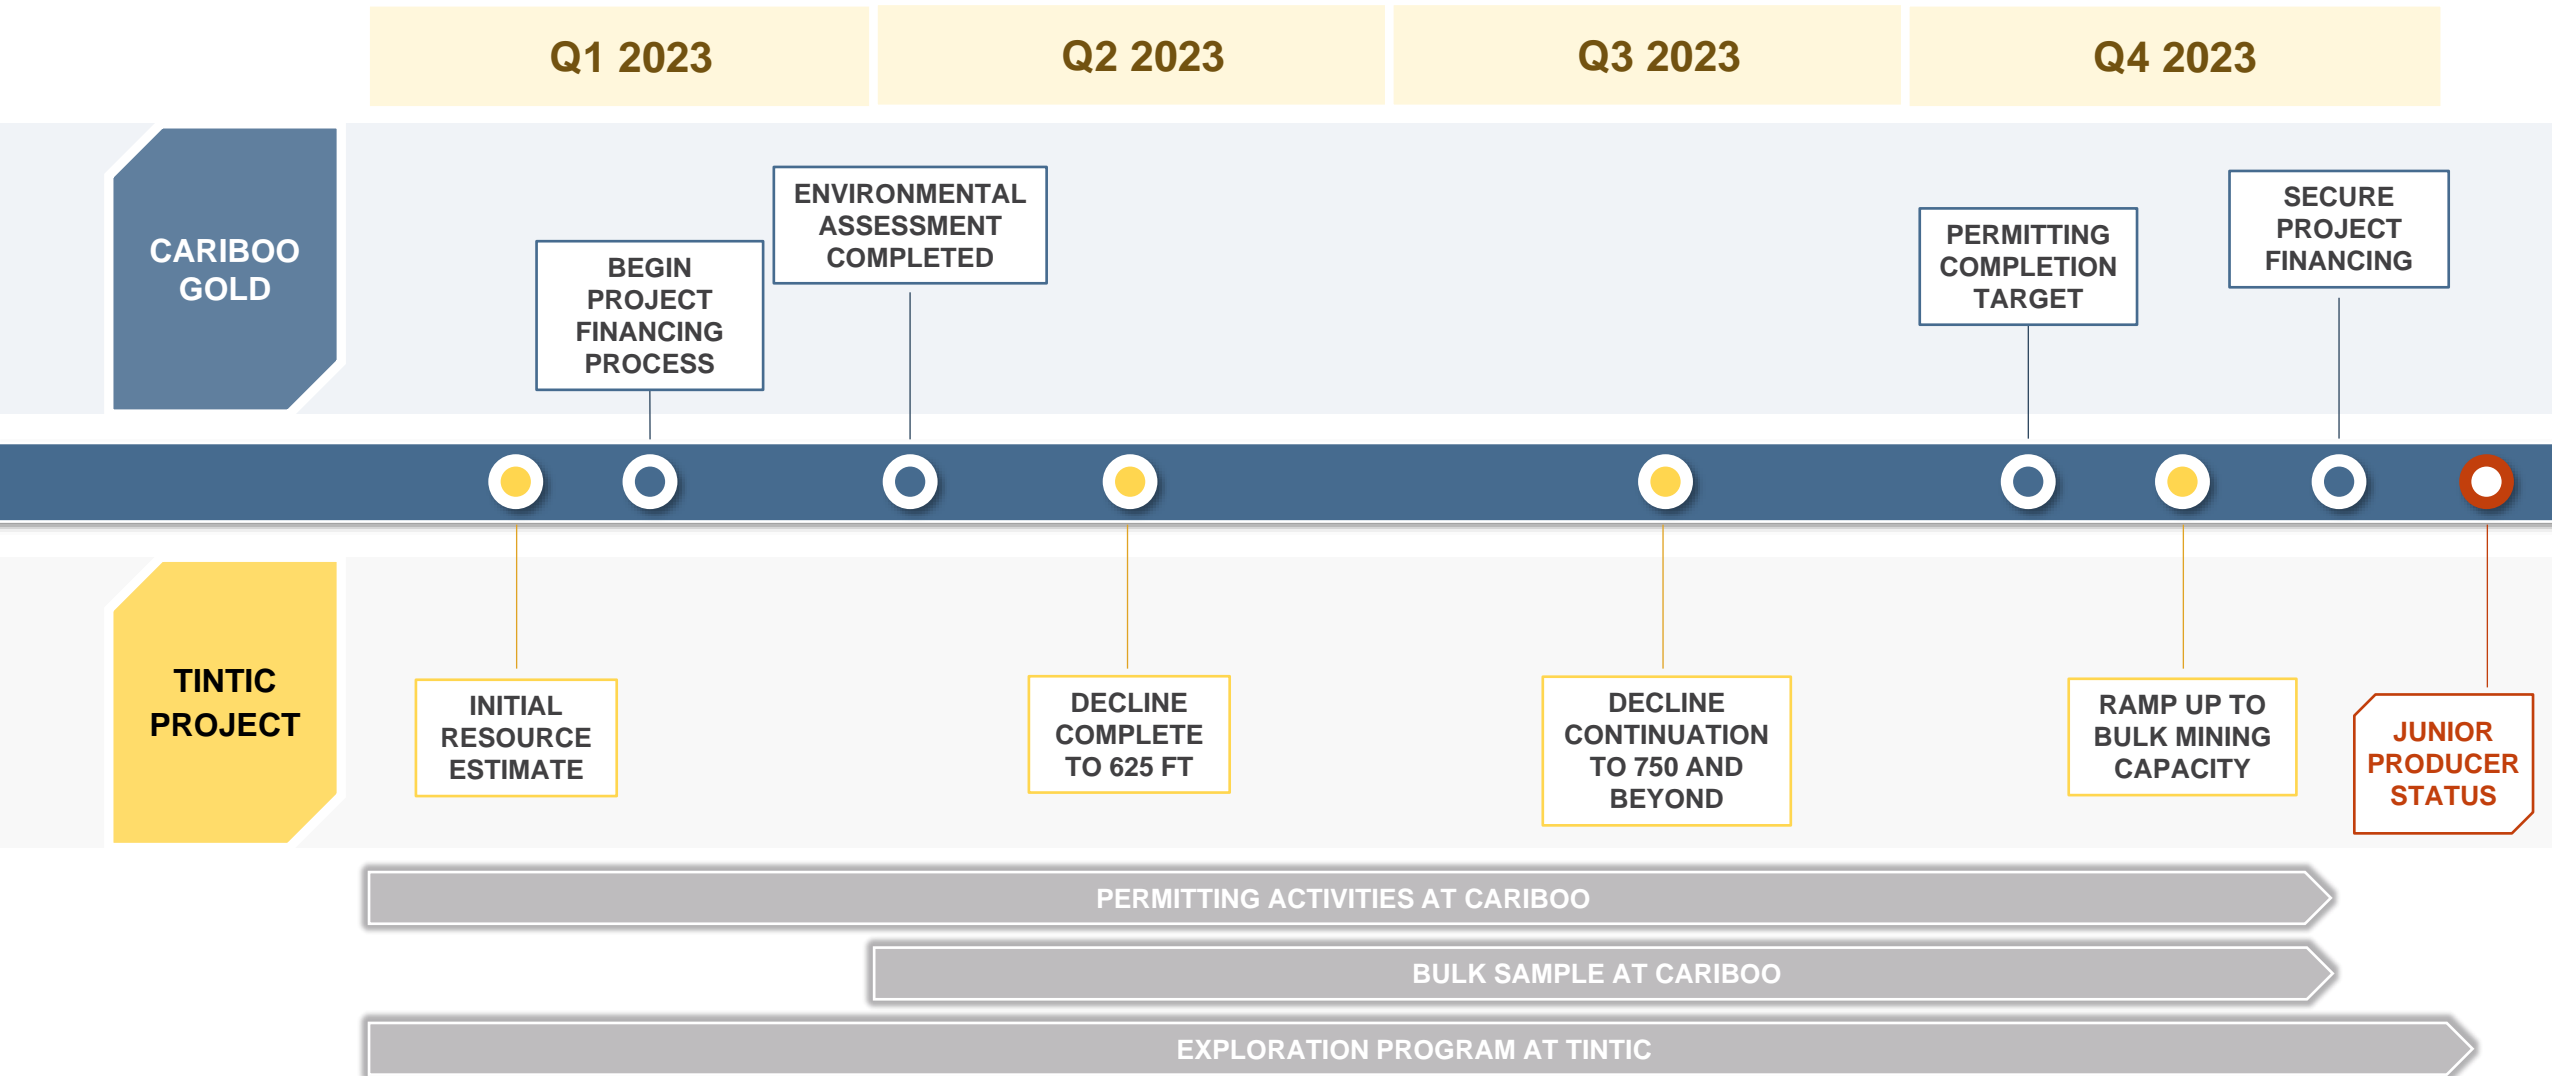 Q1 2023
Q2 2023
Q3 2023
Q4 2023
CARIBOO
GOLD
BEGIN
PROJECT
FINANCING
PROCESS
ENVIRONMENTAL
ASSESSMENT
COMPLETED
PERMITTING
COMPLETION
TARGET
SECURE
PROJECT
FINANCING
TINTIC
PROJECT
INITIAL
RESOURCE
ESTIMATE
DECLINE
COMPLETE
TO 625 FT
DECLINE
CONTINUATION
TO 750 AND
BEYOND
RAMP UP TO
BULK MINING
CAPACITY
JUNIOR
PRODUCER
STATUS
PERMITTING ACTIVITIES AT CARIBOO
BULK SAMPLE AT CARIBOO
EXPLORATION PROGRAM AT TINTIC